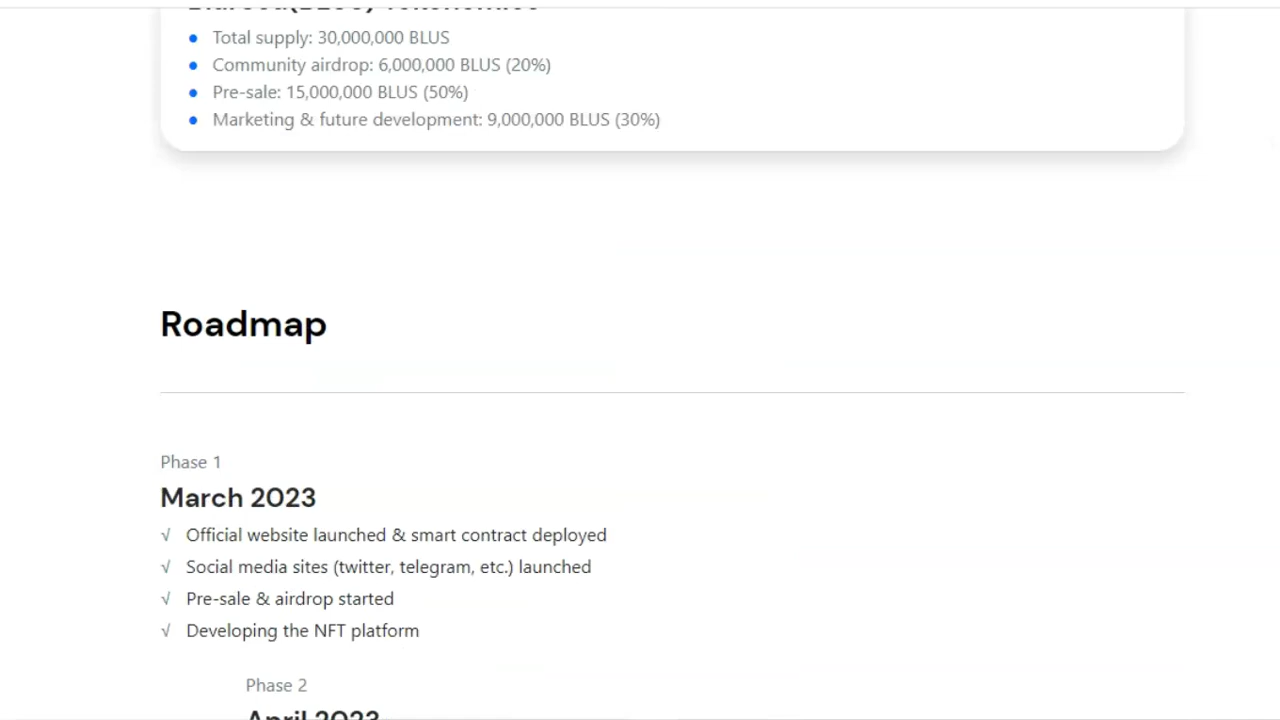 Total supply: 30,000,000 BLUS
Community airdrop: 6,000,000 BLUS (20%)
Pre-sale: 15,000,000 BLUS (50%)
Marketing & future development: 9,000,000 BLUS (30%)
Roadmap
Phase 1
March 2023
√ Official website launched & smart contract deployed
√ Social media sites (twitter, telegram, etc.) launched
√ Pre-sale & airdrop started
√ Developing the NFT platform
Phase 2
April 2023